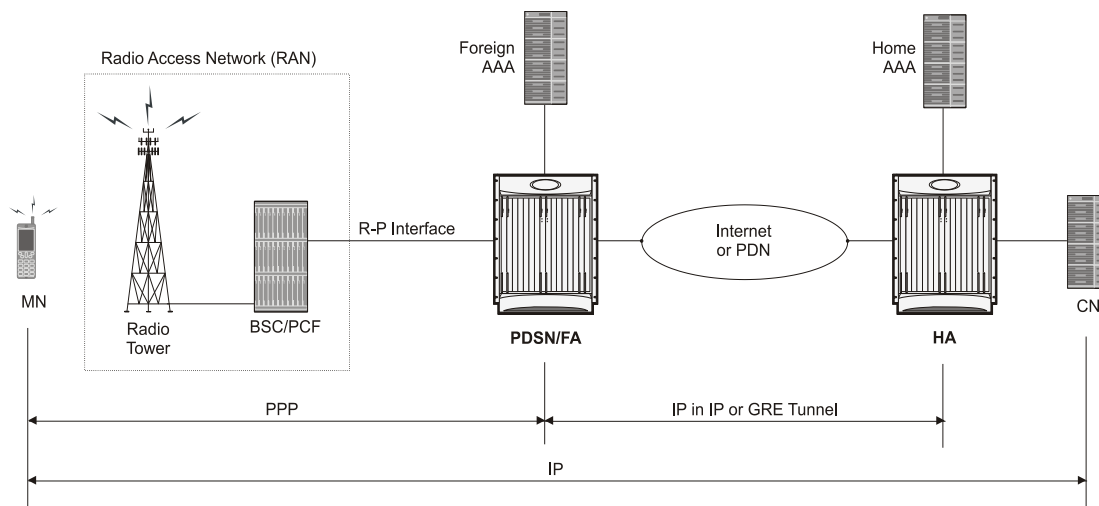 Foreign
AAA
Home
AAA
Radio Access Network (RAN)
R-P Interface
Internet
or PDN
MN
Radio
Tower
BSC/PCF
PDSN/FA
HA
CN
PPP
IP in IP or GRE Tunnel
IP